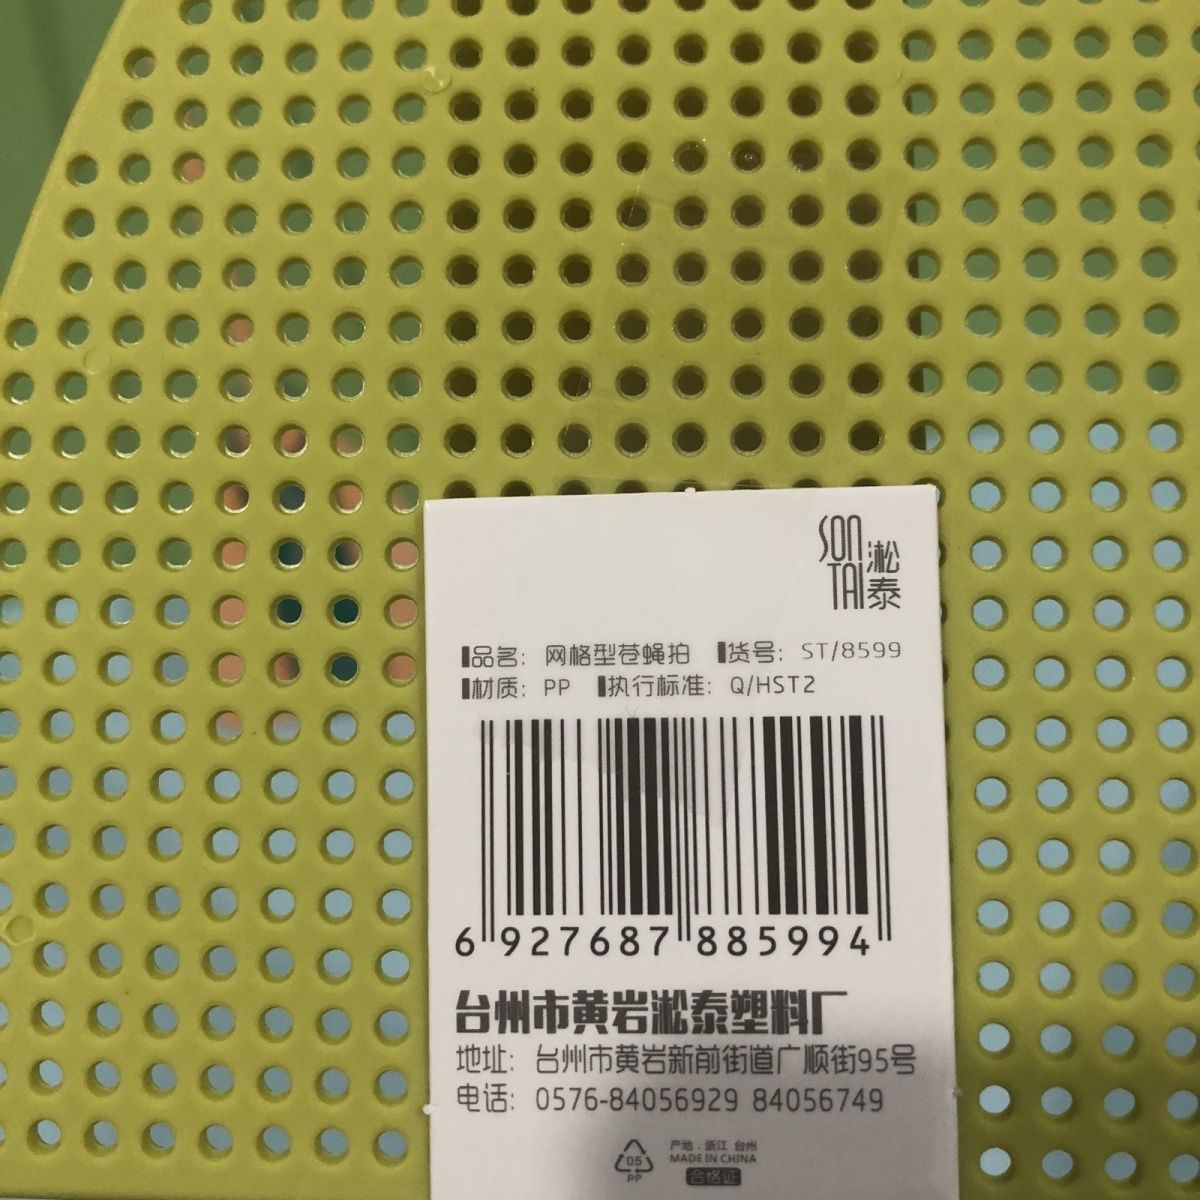 SON
TAI
淞泰
品名: 网格型苍蝇拍 货号: ST/8599
材质: PP 执行标准: Q/HST2
6 927687 885994
台州市黄岩淞泰塑料厂
地址: 台州市黄岩新前街道广顺街95号
电话: 0576-84056929 84056749
05
PP
产地: 浙江 台州
MADE IN CHINA
合格证